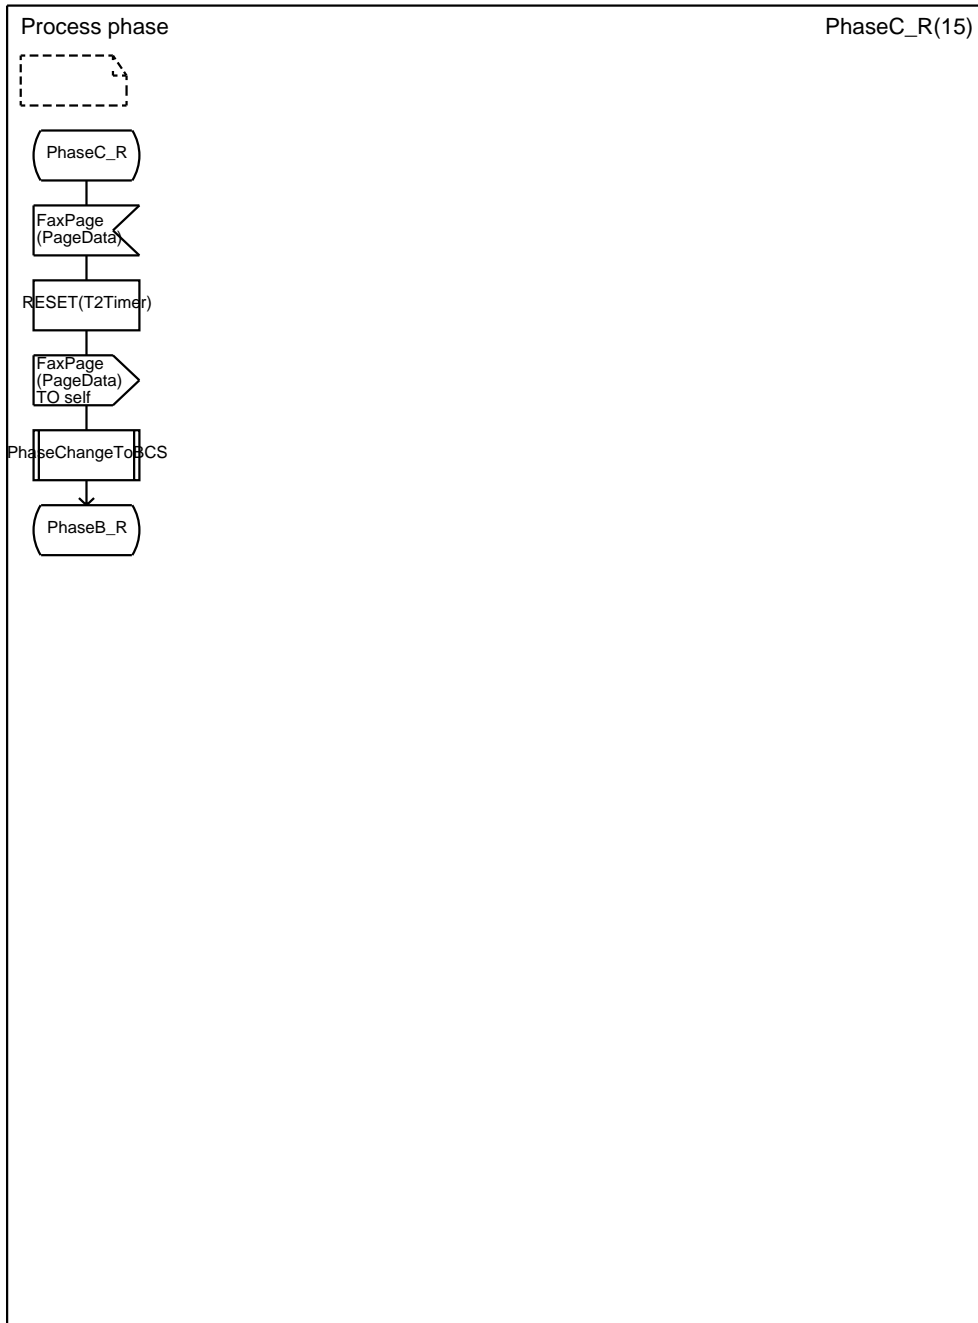 Process phase
PhaseC_R(15)
PhaseC_R
FaxPage
(PageData)
RESET(T2Timer)
FaxPage
(PageData)
TO self
PhaseChangeToBCS
PhaseB_R